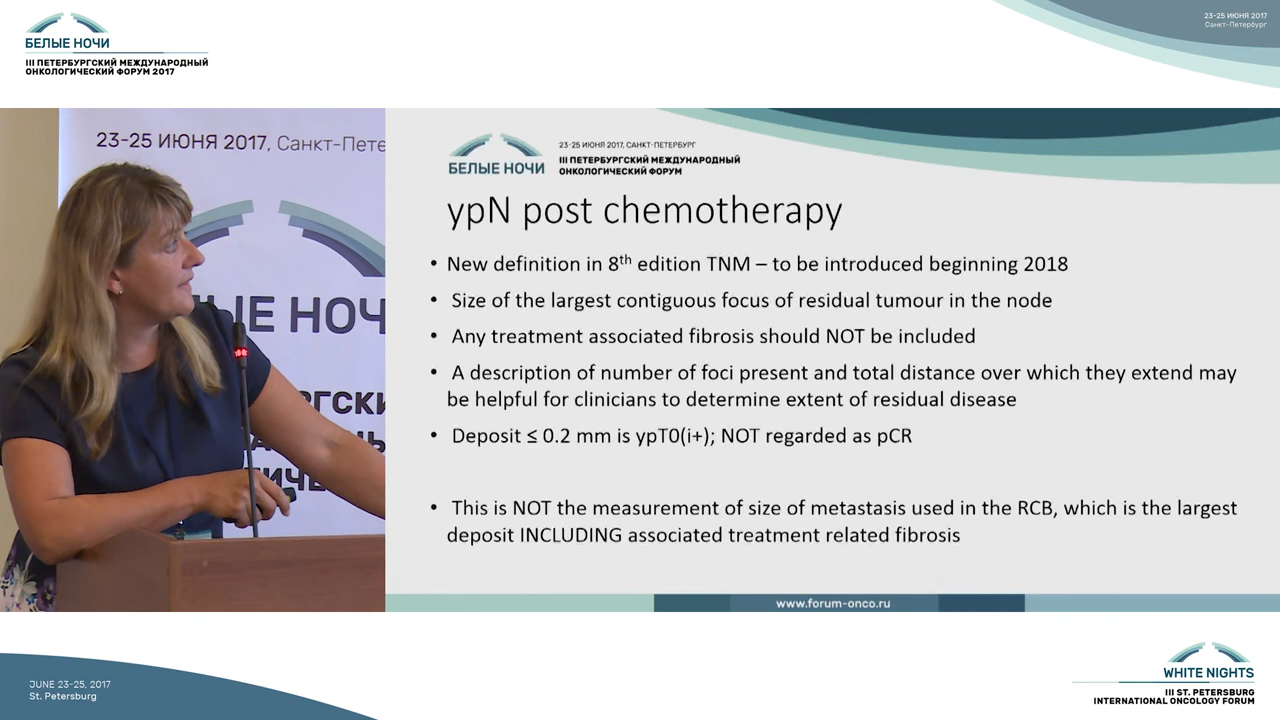 БЕЛЫЕ НОЧИ
III ПЕТЕРБУРГСКИЙ МЕЖДУНАРОДНЫЙ
ОНКОЛОГИЧЕСКИЙ ФОРУМ 2017
23-25 ИЮНЯ 2017
Санкт-Петербург
23-25 ИЮНЯ 2017, Санкт-Пете
ЫЕ НОЧ
БЕЛЫЕ НОЧИ
23-25 ИЮНЯ 2017, САНКТ-ПЕТЕРБУРГ
III ПЕТЕРБУРГСКИЙ МЕЖДУНАРОДНЫЙ
ОНКОЛОГИЧЕСКИЙ ФОРУМ
ypN post chemotherapy
• New definition in 8th edition TNM – to be introduced beginning 2018
• Size of the largest contiguous focus of residual tumour in the node
• Any treatment associated fibrosis should NOT be included
• A description of number of foci present and total distance over which they extend may
be helpful for clinicians to determine extent of residual disease
• Deposit ≤ 0.2 mm is ypT0(i+); NOT regarded as pCR
• This is NOT the measurement of size of metastasis used in the RCB, which is the largest
deposit INCLUDING associated treatment related fibrosis
www.forum-onco.ru
JUNE 23-25, 2017
St. Petersburg
WHITE NIGHTS
III ST. PETERSBURG
INTERNATIONAL ONCOLOGY FORUM